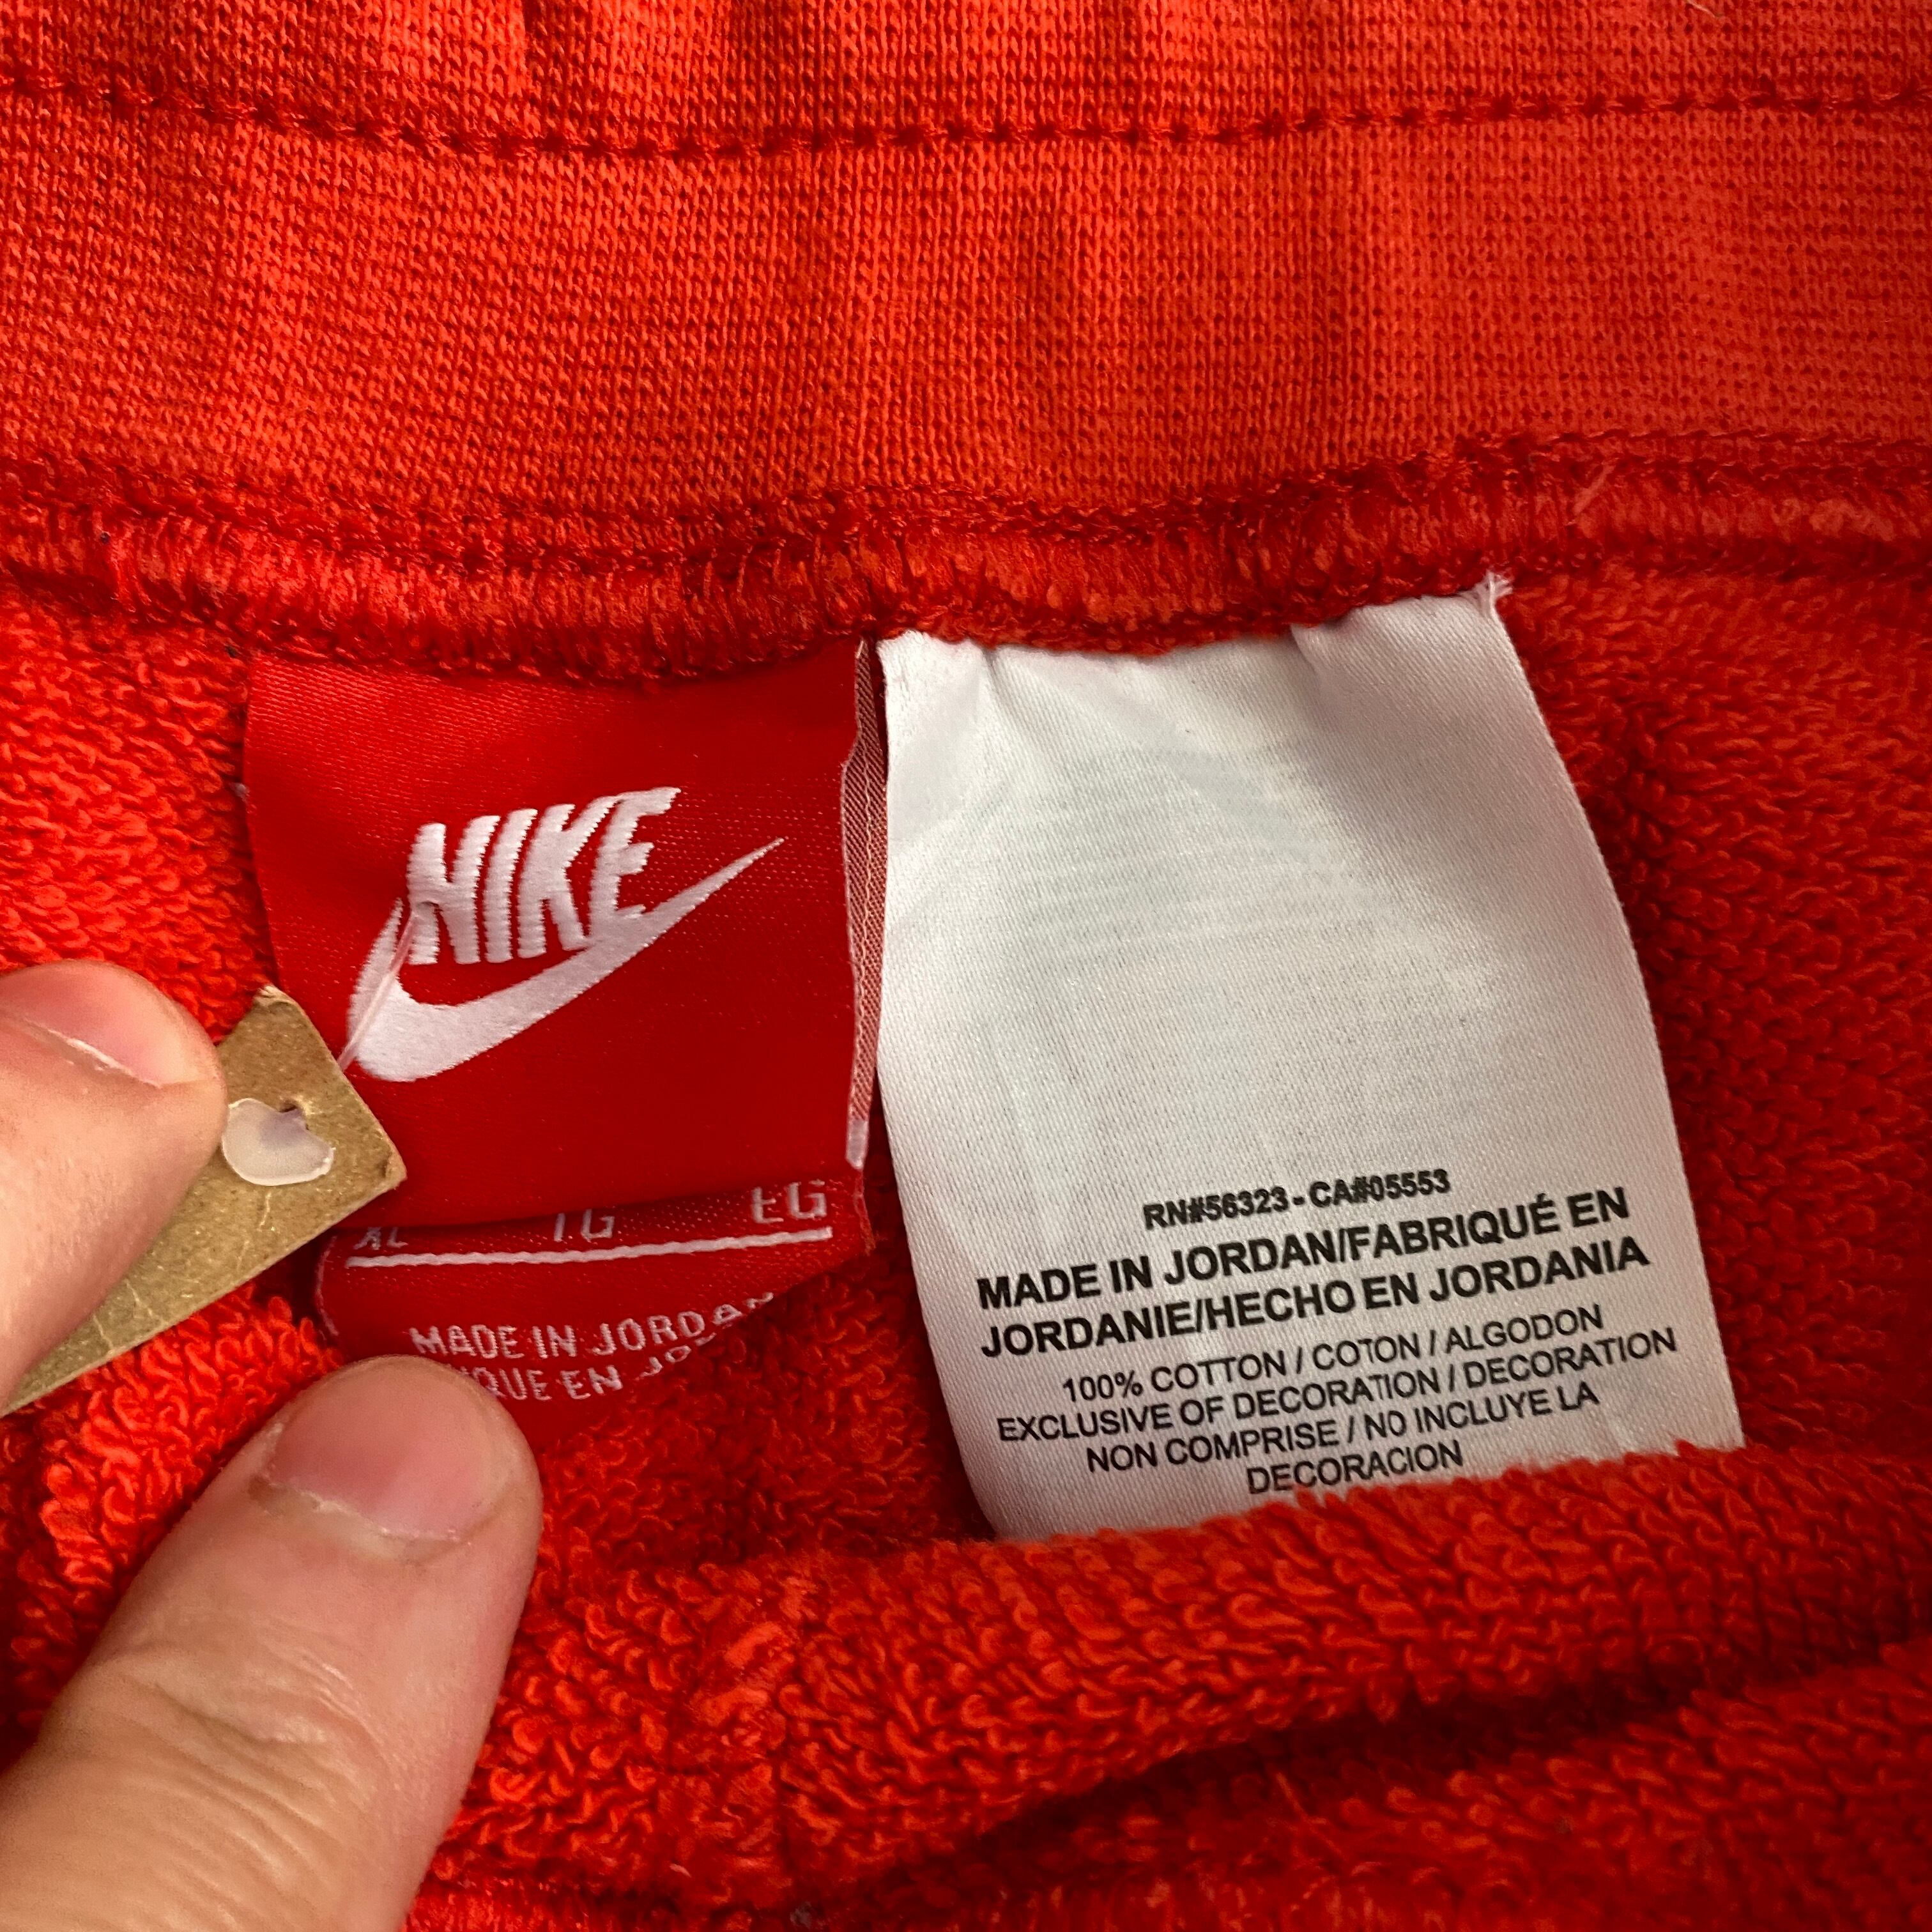 NIKE
XL TG EG
MADE IN JORDAN
EN
RN#56323 - CA#05553
MADE IN JORDAN/FABRIQUÉ EN
JORDANIE/HECHO EN JORDANIA
100% COTTON / COTON / ALGODON
EXCLUSIVE OF DECORATION / DECORATION
NON COMPRISE / NO INCLUYE LA
DECORACION